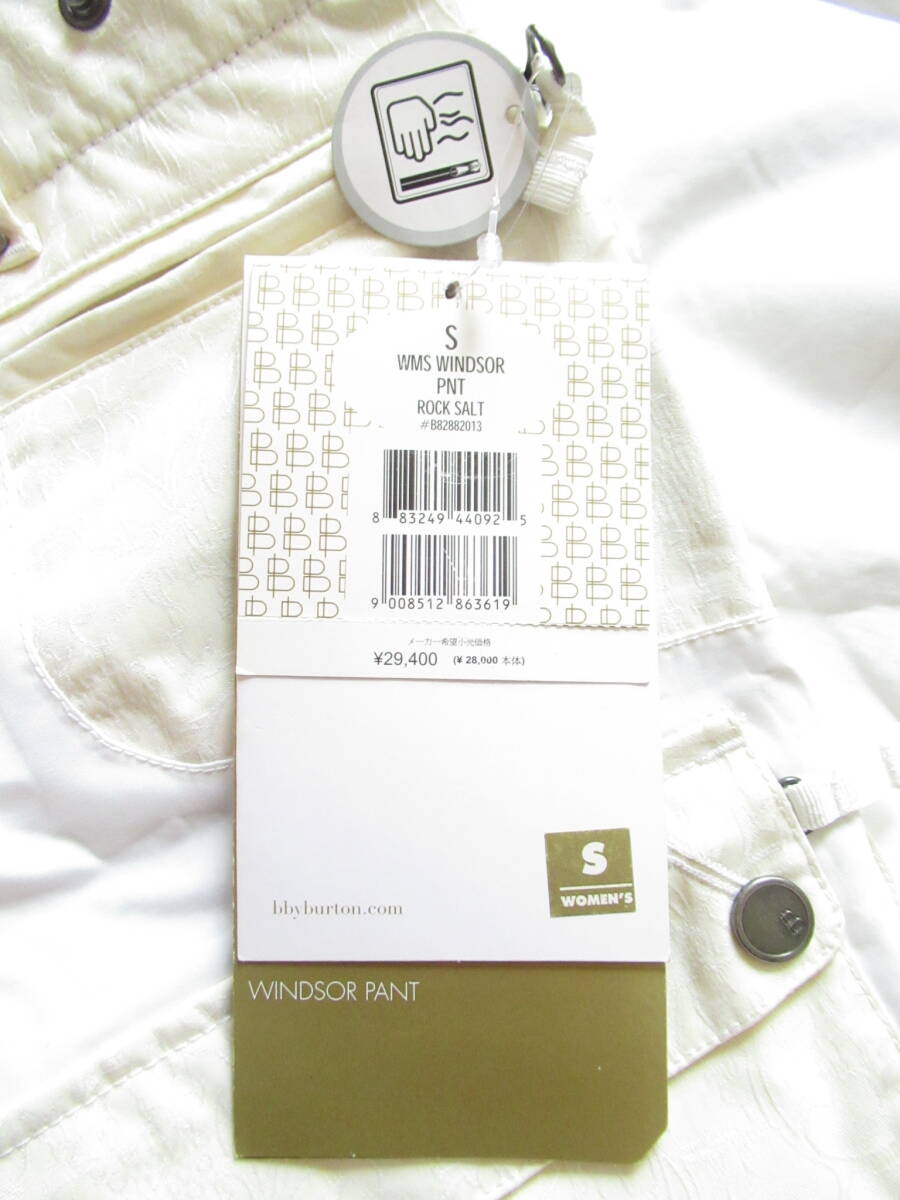 S
WMS WINDSOR
PNT
ROCK SALT
#B82882013
8 83249 44092 5
9 008512 863619
メーカー希望小売価格
¥29,400 (¥ 28,000 本体)
S
WOMEN'S
bbyburton.com
WINDSOR PANT